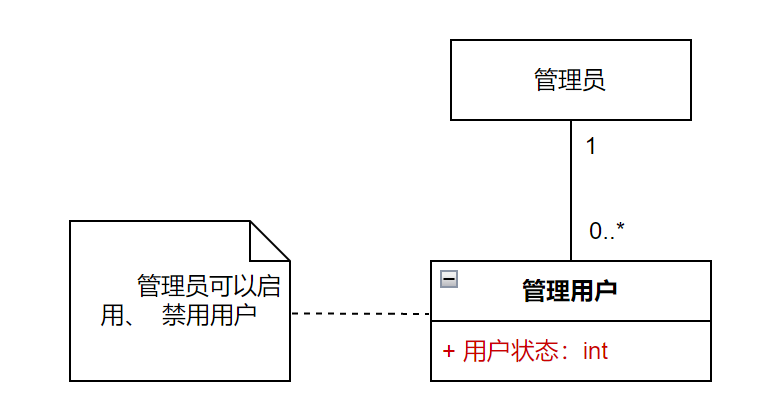 管理员
1
0..*
管理员可以启
用、 禁用用户
管理用户
+ 用户状态：int